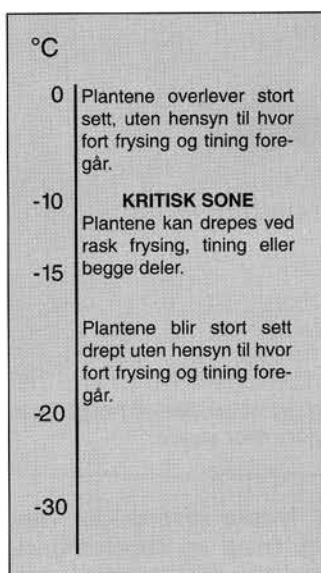 °C
0 Plantene overlever stort
sett, uten hensyn til hvor
fort frysing og tining fore-
går.
-10 KRITISK SONE
Plantene kan drepes ved
rask frysing, tining eller
-15 begge deler.
Plantene blir stort sett
drept uten hensyn til hvor
fort frysing og tining fore-
går.
-20
-30